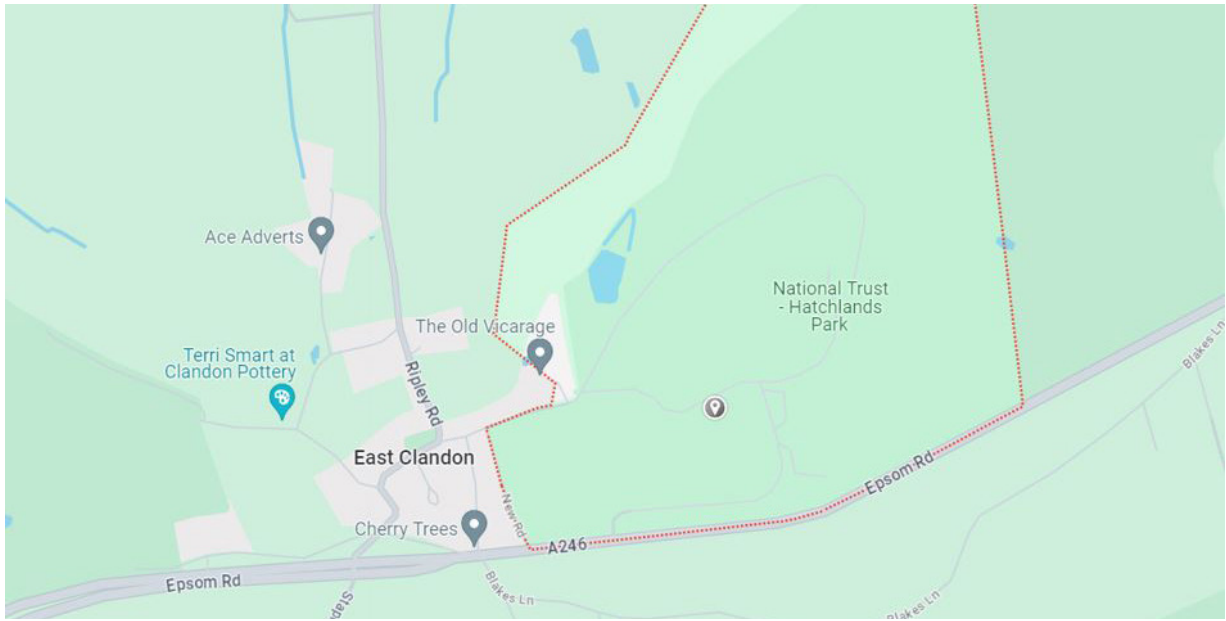 Ace Adverts
National Trust
- Hatchlands
Park
The Old Vicarage
Terri Smart at
Clandon Pottery
Ripley Rd
Blakes Ln
East Clandon
Epsom Rd
New Rd
Cherry Trees
A246
Epsom Rd
Blakes Ln
Blakes Ln